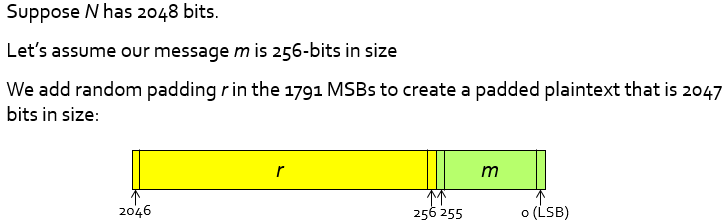 Suppose N has 2048 bits.
Let's assume our message m is 256-bits in size
We add random padding r in the 1791 MSBs to create a padded plaintext that is 2047
bits in size:
r m
2046 256 255 0 (LSB)